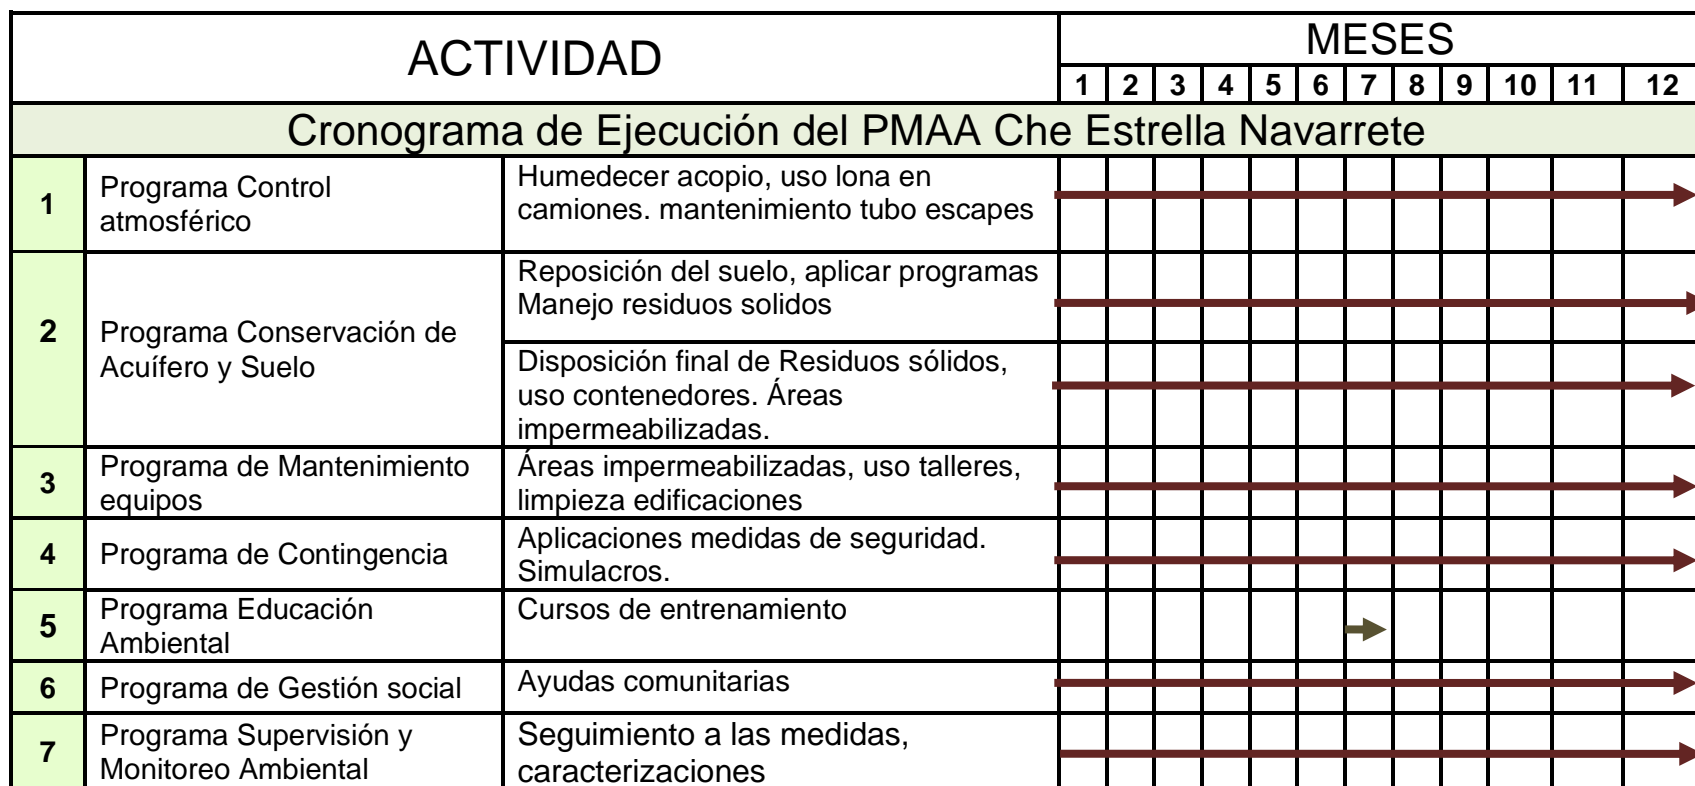 ACTIVIDAD
MESES
1 2 3 4 5 6 7 8 9 10 11 12
Cronograma de Ejecución del PMAA Che Estrella Navarrete
1
Programa Control
atmosférico
Humedecer acopio, uso lona en
camiones. mantenimiento tubo escapes
2
Programa Conservación de
Acuífero y Suelo
Reposición del suelo, aplicar programas
Manejo residuos solidos
Disposición final de Residuos sólidos,
uso contenedores. Áreas
impermeabilizadas.
3
Programa de Mantenimiento
equipos
Áreas impermeabilizadas, uso talleres,
limpieza edificaciones
4
Programa de Contingencia
Aplicaciones medidas de seguridad.
Simulacros.
5
Programa Educación
Ambiental
Cursos de entrenamiento
6
Programa de Gestión social
Ayudas comunitarias
7
Programa Supervisión y
Monitoreo Ambiental
Seguimiento a las medidas,
caracterizaciones